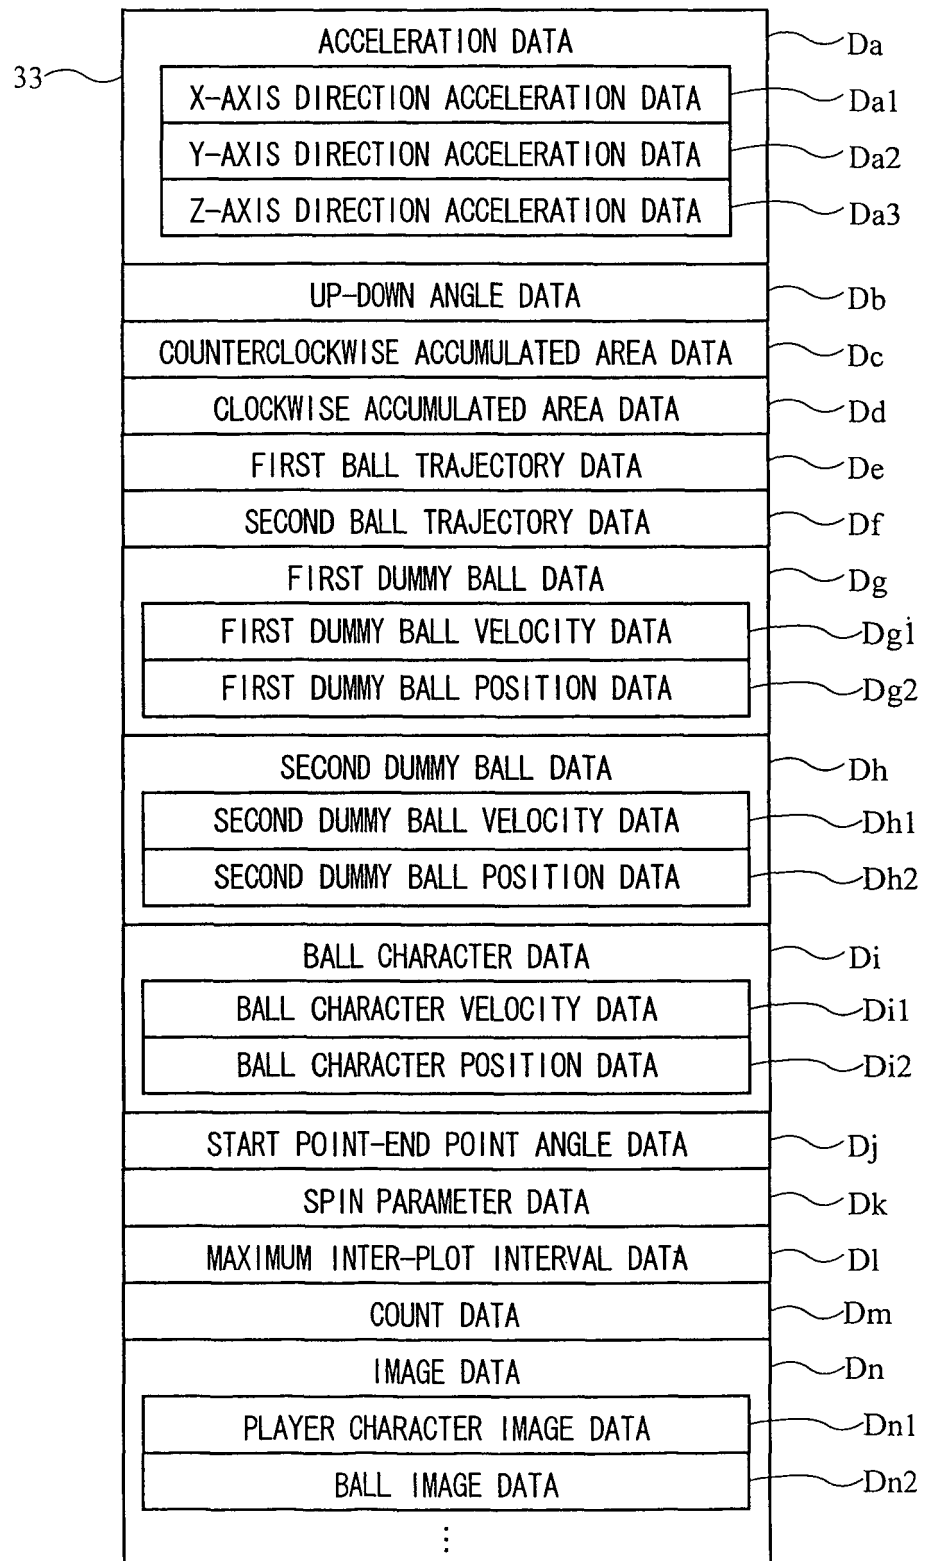 33
ACCELERATION DATA Da
X-AXIS DIRECTION ACCELERATION DATA Da1
Y-AXIS DIRECTION ACCELERATION DATA Da2
Z-AXIS DIRECTION ACCELERATION DATA Da3
UP-DOWN ANGLE DATA Db
COUNTERCLOCKWISE ACCUMULATED AREA DATA Dc
CLOCKWISE ACCUMULATED AREA DATA Dd
FIRST BALL TRAJECTORY DATA De
SECOND BALL TRAJECTORY DATA Df
FIRST DUMMY BALL DATA Dg
FIRST DUMMY BALL VELOCITY DATA Dg1
FIRST DUMMY BALL POSITION DATA Dg2
SECOND DUMMY BALL DATA Dh
SECOND DUMMY BALL VELOCITY DATA Dh1
SECOND DUMMY BALL POSITION DATA Dh2
BALL CHARACTER DATA Di
BALL CHARACTER VELOCITY DATA Di1
BALL CHARACTER POSITION DATA Di2
START POINT-END POINT ANGLE DATA Dj
SPIN PARAMETER DATA Dk
MAXIMUM INTER-PLOT INTERVAL DATA Dl
COUNT DATA Dm
IMAGE DATA Dn
PLAYER CHARACTER IMAGE DATA Dn1
BALL IMAGE DATA Dn2
⋮